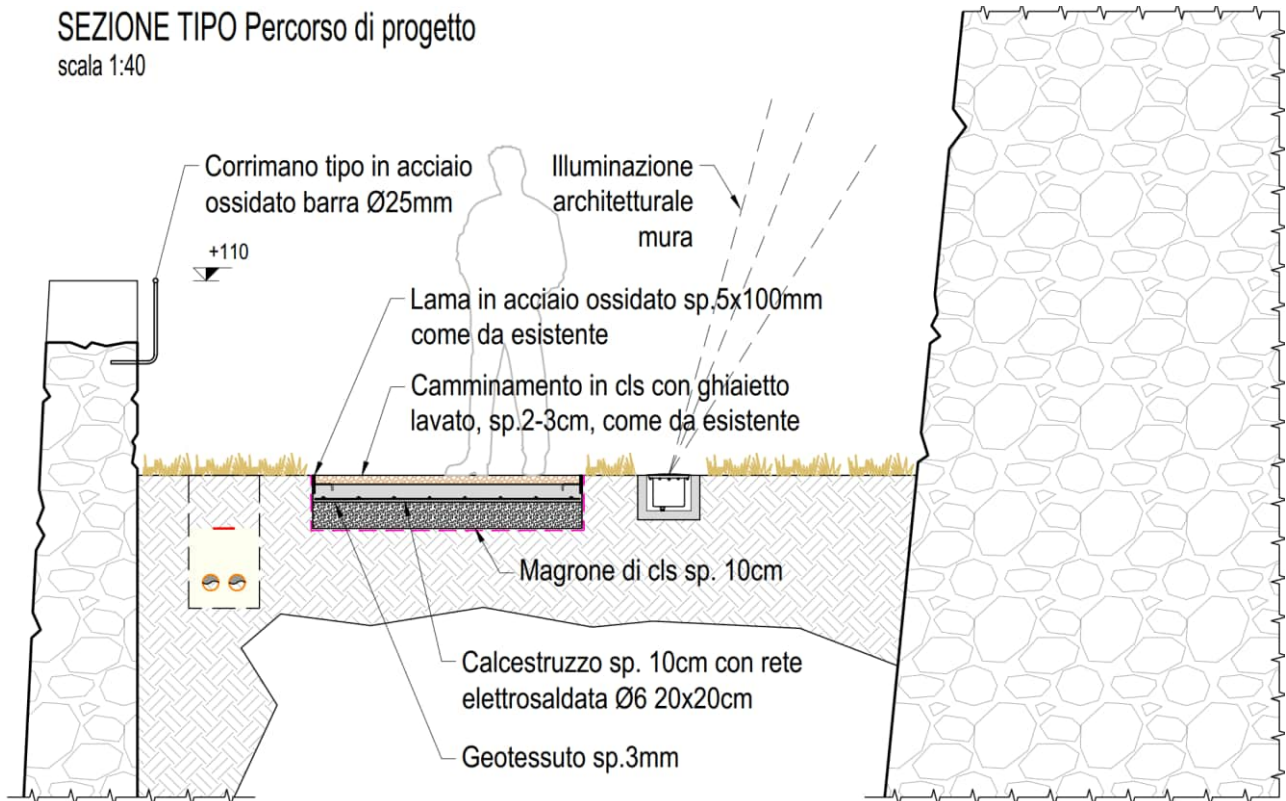 SEZIONE TIPO Percorso di progetto
scala 1:40
Corrimano tipo in acciaio
ossidato barra Ø25mm
Illuminazione
architetturale
mura
+110
Lama in acciaio ossidato sp.5x100mm
come da esistente
Camminamento in cls con ghiaietto
lavato, sp.2-3cm, come da esistente
Magrone di cls sp. 10cm
Calcestruzzo sp. 10cm con rete
elettrosaldata Ø6 20x20cm
Geotessuto sp.3mm